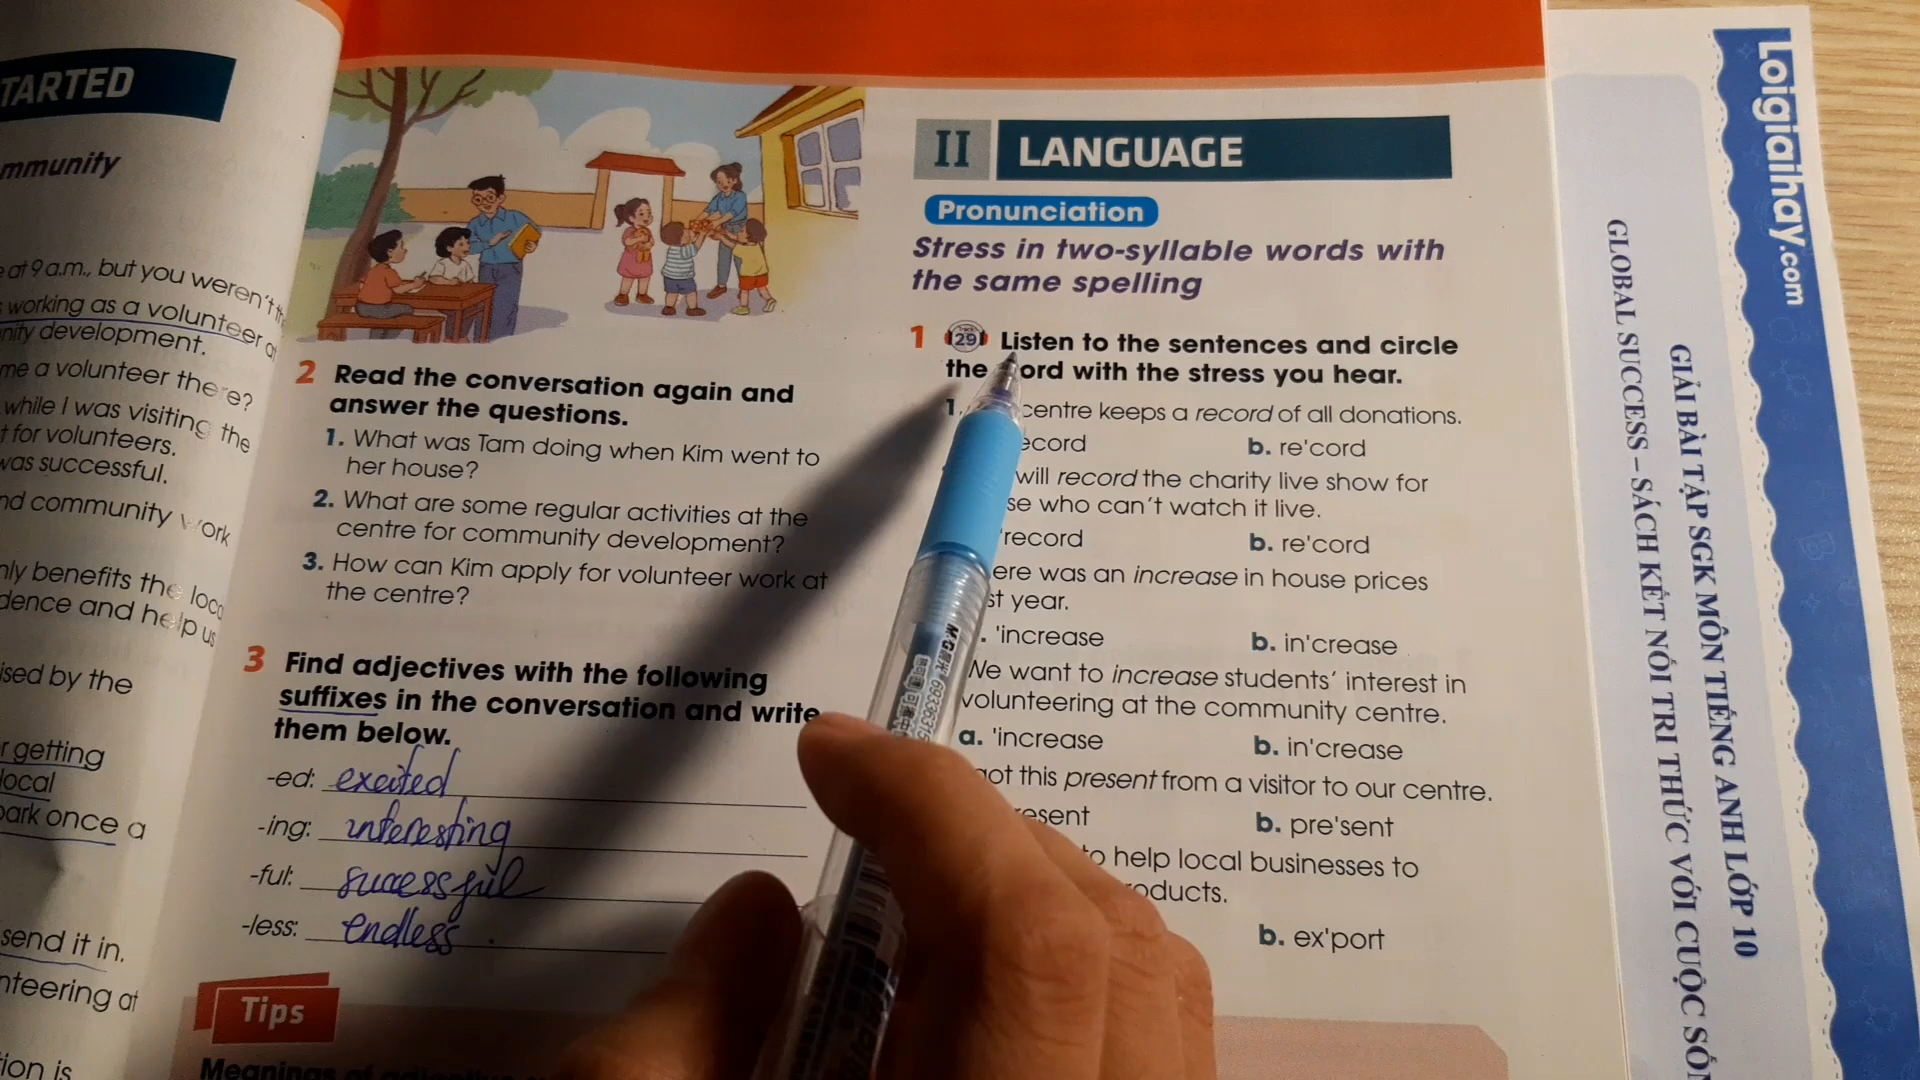 TARTED
mmunity
at 9 a.m., but you weren't
working as a volunteer
nity development.
me a volunteer there?
while I was visiting the
t for volunteers.
was successful.
nd community work
nly benefits the
dence and help us
ised by the
r getting
local
park once a
send it in.
nteering at
ion is
2 Read the conversation again and
answer the questions.
1. What was Tam doing when Kim went to
her house?
2. What are some regular activities at the
centre for community development?
3. How can Kim apply for volunteer work at
the centre?
3 Find adjectives with the following
suffixes in the conversation and write
them below.
-ed: excited
-ing: interesting
-ful: successful
-less: endless
Tips
II LANGUAGE
Pronunciation
Stress in two-syllable words with
the same spelling
1 29 Listen to the sentences and circle
the ord with the stress you hear.
1. centre keeps a record of all donations.
ecord b. re'cord
will record the charity live show for
se who can't watch it live.
'record b. re'cord
ere was an increase in house prices
st year.
. 'increase b. in'crease
We want to increase students' interest in
volunteering at the community centre.
a. 'increase b. in'crease
got this present from a visitor to our centre.
resent b. pre'sent
to help local businesses to
oducts.
b. ex'port
Loigiaihay.com
GIẢI BÀI TẬP SGK MÔN TIẾNG ANH LỚP 10
GLOBAL SUCCESS – SÁCH KẾT NỐI TRI THỨC VỚI CUỘC SỐN
M&G